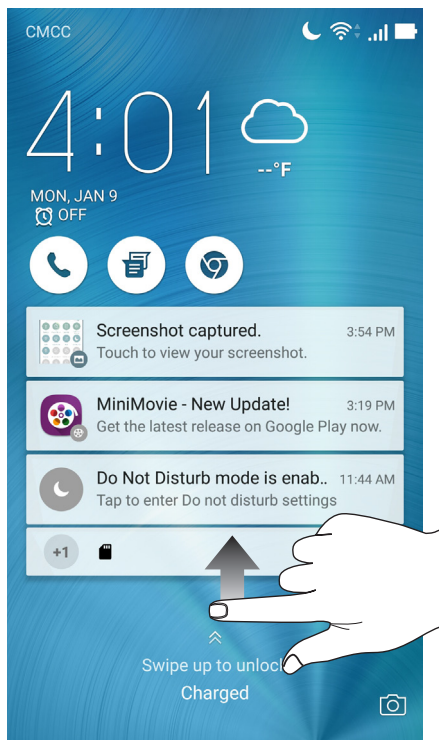 CMCC
4:01
--°F
MON, JAN 9
OFF
Screenshot captured. 3:54 PM
Touch to view your screenshot.
MiniMovie - New Update! 3:19 PM
Get the latest release on Google Play now.
Do Not Disturb mode is enab.. 11:44 AM
Tap to enter Do not disturb settings
+1
Swipe up to unloc
Charged